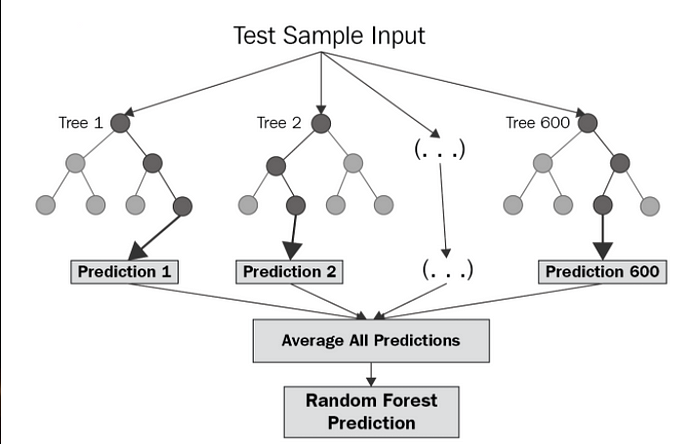 Test Sample Input
Tree 1
Tree 2
(. . .)
Tree 600
Prediction 1
Prediction 2
(. . .)
Prediction 600
Average All Predictions
Random Forest
Prediction